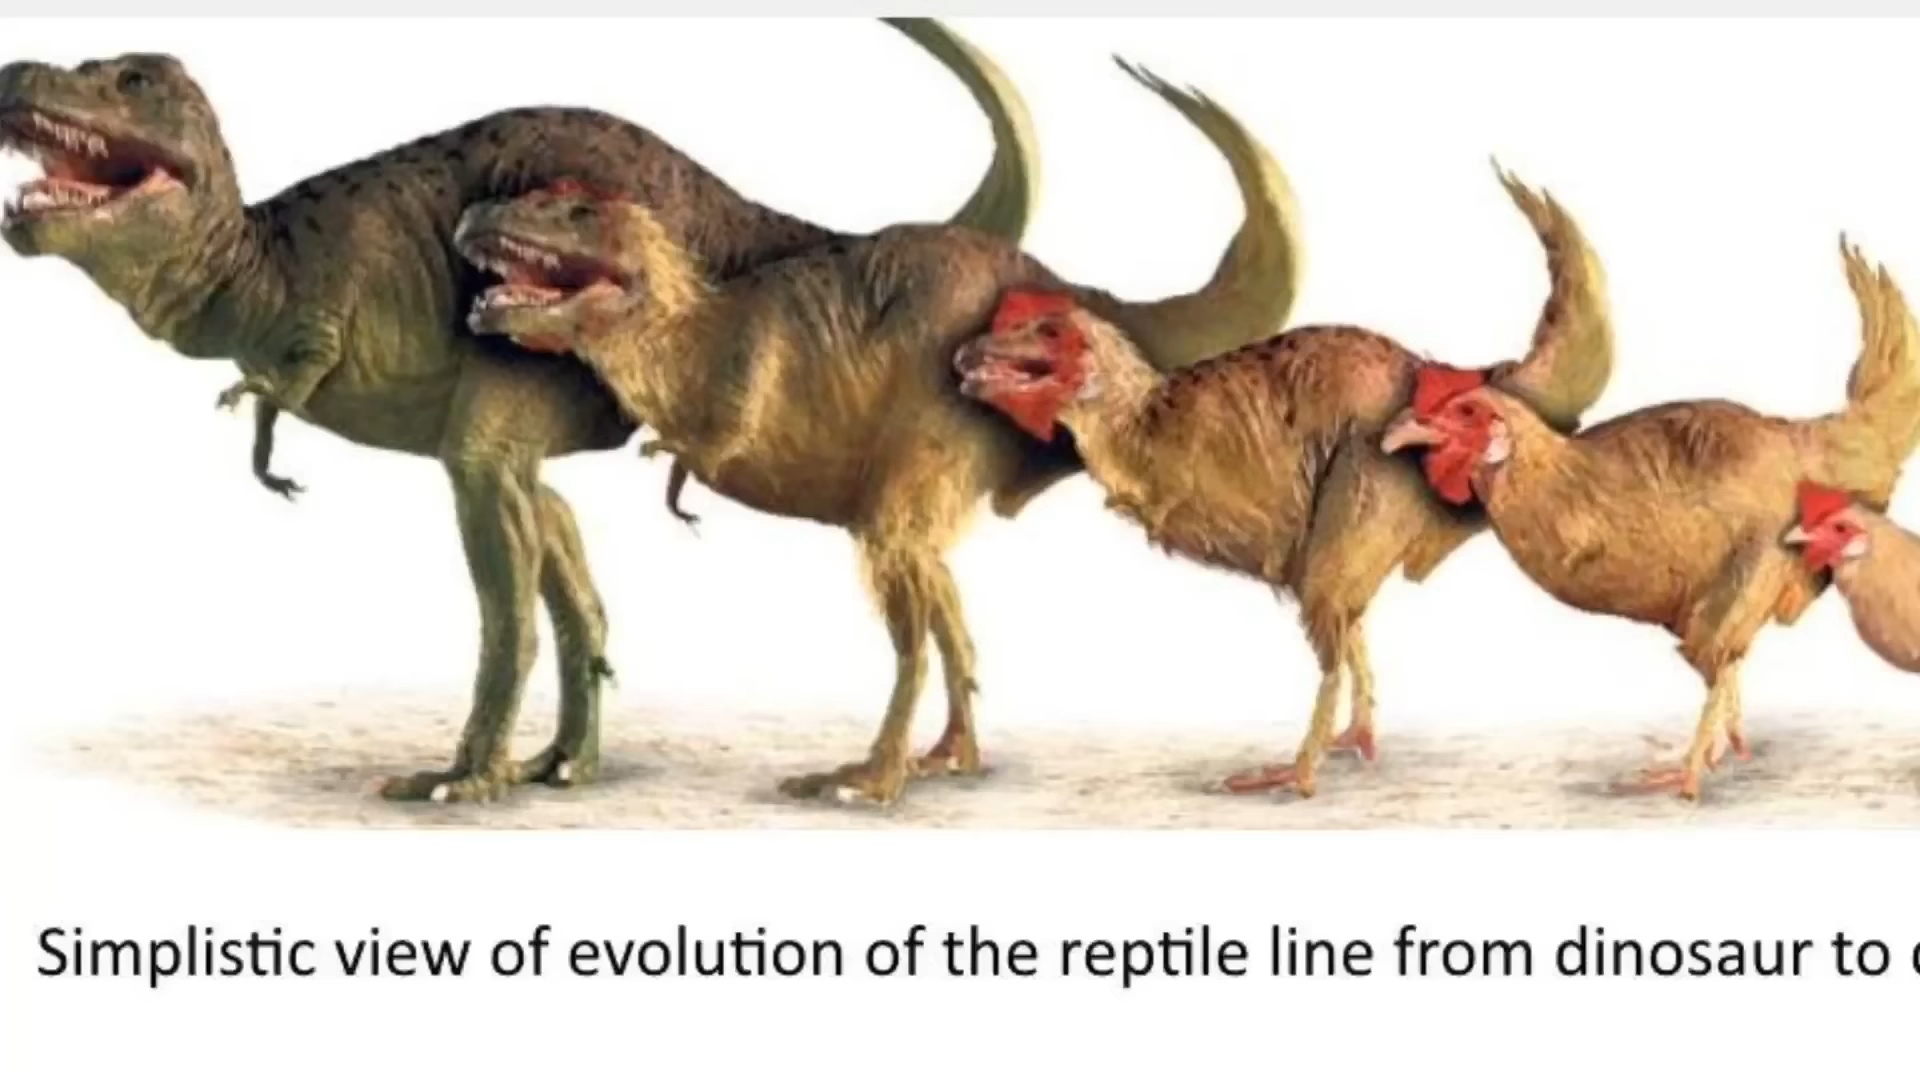 Simplistic view of evolution of the reptile line from dinosaur to